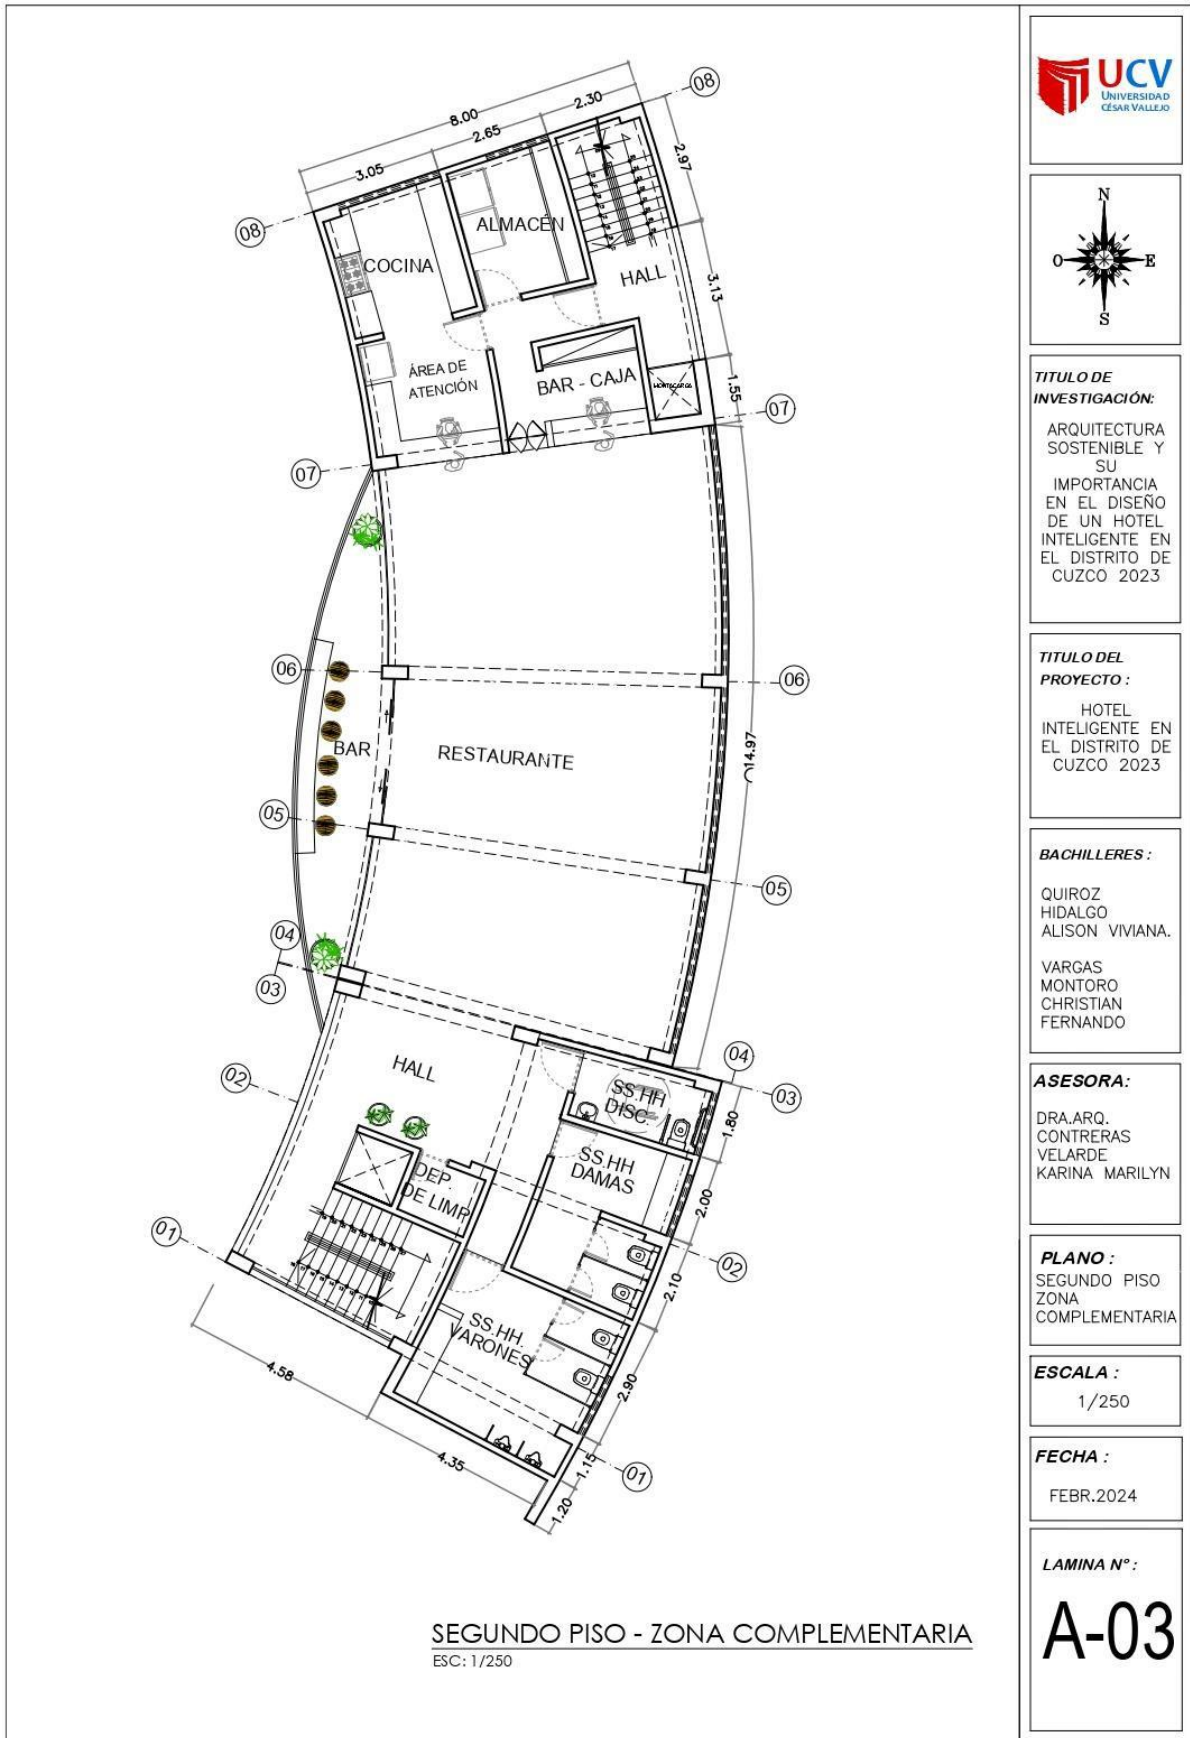 08
8.00
2.30
2.65
3.05
2.97
08
ALMACÉN
COCINA
HALL
3.13
ÁREA DE
ATENCIÓN
BAR - CAJA
MONTACARGA
1.55
07
07
06
06
BAR
RESTAURANTE
14.97
05
05
04
03
04
03
HALL
02
SS.HH
DISC.
1.80
SS.HH
DAMAS
DEP.
DE LIMP
2.00
01
02
2.10
SS.HH.
VARONES
4.58
2.90
4.35
1.15
01
1.20
SEGUNDO PISO - ZONA COMPLEMENTARIA
ESC: 1/250
UCV
UNIVERSIDAD
CÉSAR VALLEJO
N
O
E
S
TITULO DE
INVESTIGACIÓN:
ARQUITECTURA
SOSTENIBLE Y
SU
IMPORTANCIA
EN EL DISEÑO
DE UN HOTEL
INTELIGENTE EN
EL DISTRITO DE
CUZCO 2023
TITULO DEL
PROYECTO :
HOTEL
INTELIGENTE EN
EL DISTRITO DE
CUZCO 2023
BACHILLERES :
QUIROZ
HIDALGO
ALISON VIVIANA.
VARGAS
MONTORO
CHRISTIAN
FERNANDO
ASESORA:
DRA.ARQ.
CONTRERAS
VELARDE
KARINA MARILYN
PLANO :
SEGUNDO PISO
ZONA
COMPLEMENTARIA
ESCALA :
1/250
FECHA :
FEBR.2024
LAMINA N° :
A-03